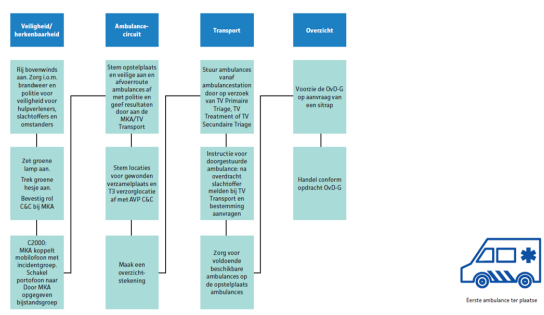 Veiligheid/
herkenbaarheid
Rij bovenwinds
aan. Zorg i.o.m.
brandweer en
politie voor
veiligheid voor
hulpverleners,
slachtoffers en
omstanders
Zet groene
lamp aan.
Trek groene
hesje aan.
Bevestig rol
C&C bij MKA
C2000:
MKA koppelt
mobilofoon met
incidentgroep.
Schakel
portofoon naar
Door MKA
opgegeven
bijstandsgroep
Ambulance-
circuit
Stem opstelplaats
en veilige aan en
afvoerroute
ambulances af
met politie en
geef resultaten
door aan de
MKA/TV
Transport
Stem locaties
voor gewonden
verzamelplaats en
T3 verzorglocatie
af met AVP C&C
Maak een
overzicht-
stekening
Transport
Stuur ambulances
vanaf
ambulancestation
door op verzoek
van TV Primaire
Triage, TV
Treatment of TV
Secundaire Triage
Instructie voor
doorgestuurde
ambulance: na
overdracht
slachtoffer
melden bij TV
Transport en
bestemming
aanvragen
Zorg voor
voldoende
beschikbare
ambulances op
de opstelplaats
ambulances
Overzicht
Voorzie de OvD-G
op aanvraag van
een sitrap
Handel conform
opdracht OvD-G
Eerste ambulance ter plaatse